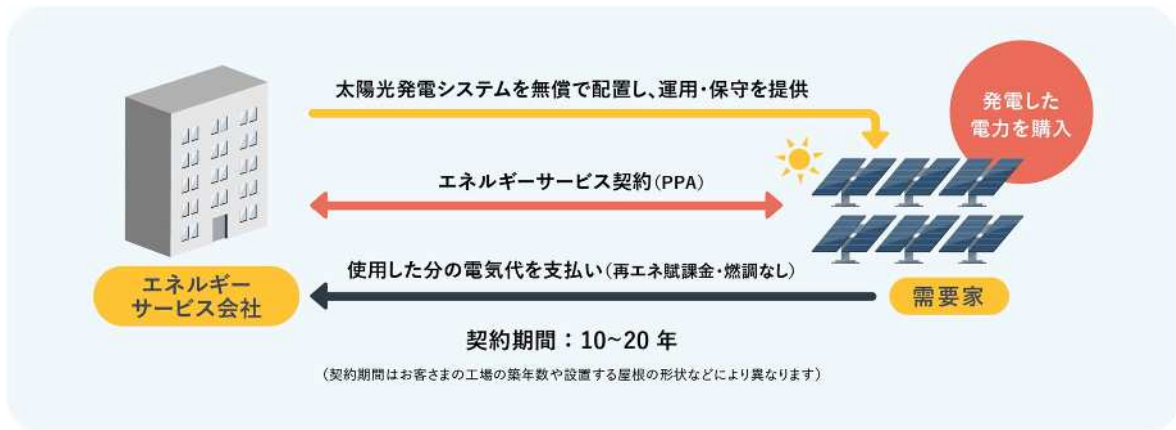 太陽光発電システムを無償で配置し、運用・保守を提供
発電した
電力を購入
エネルギーサービス契約(PPA)
使用した分の電気代を支払い(再エネ賦課金・燃調なし)
エネルギー
サービス会社
需要家
契約期間：10~20 年
(契約期間はお客さまの工場の築年数や設置する屋根の形状などにより異なります)